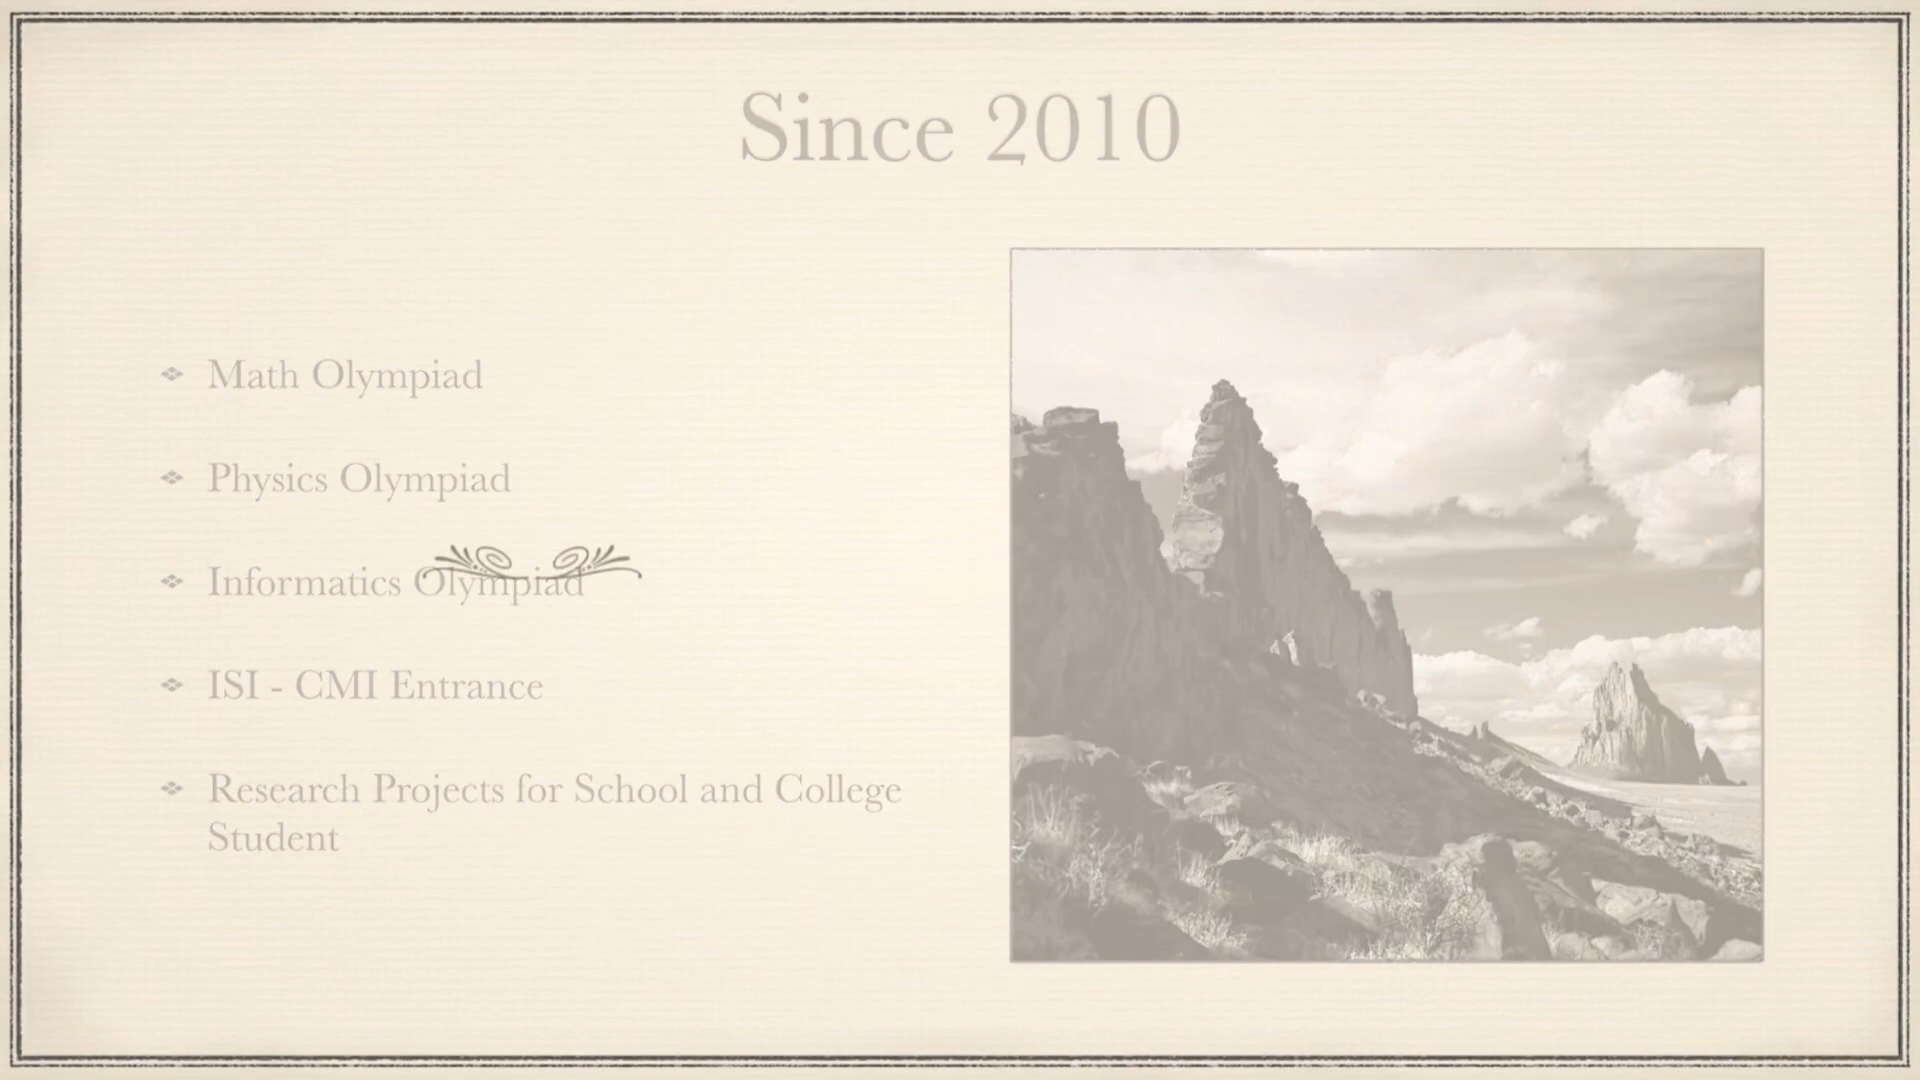 Since 2010
Math Olympiad
Physics Olympiad
Informatics Olympiad
ISI - CMI Entrance
Research Projects for School and College
Student